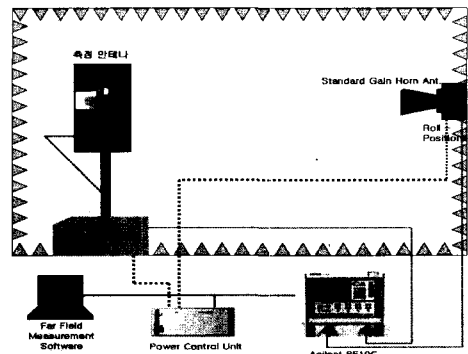 측정 안테나
Standard Gain Horn Ant.
Roll
Position
Far Field
Measurement
Software
Power Control Unit
Agilent 8510C